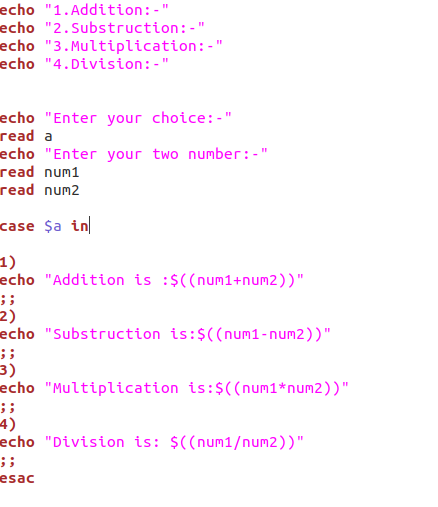 echo "1.Addition:-"
echo "2.Substruction:-"
echo "3.Multiplication:-"
echo "4.Division:-"
echo "Enter your choice:-"
read a
echo "Enter your two number:-"
read num1
read num2
case $a in
1)
echo "Addition is :$((num1+num2))"
;;
2)
echo "Substruction is:$((num1-num2))"
;;
3)
echo "Multiplication is:$((num1*num2))"
;;
4)
echo "Division is: $((num1/num2))"
;;
esac